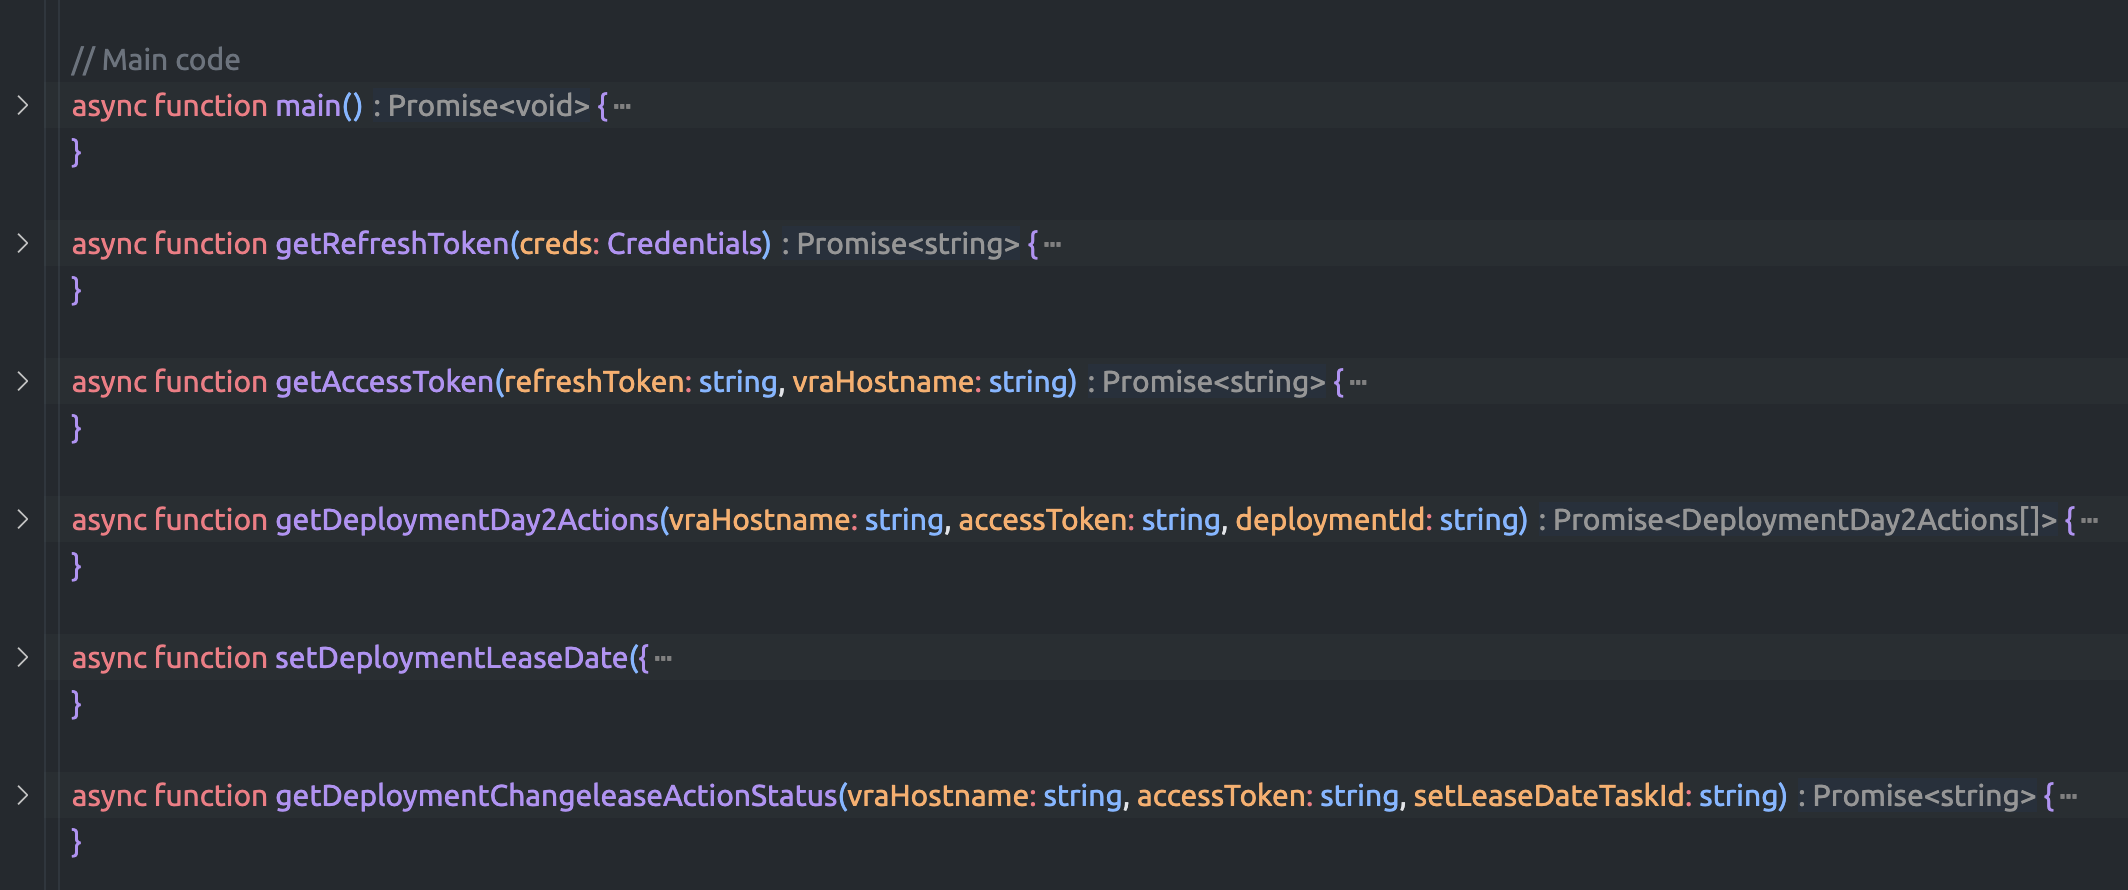 // Main code
async function main() : Promise<void> { ···
}
async function getRefreshToken(creds: Credentials) : Promise<string> { ···
}
async function getAccessToken(refreshToken: string, vraHostname: string) : Promise<string> { ···
}
async function getDeploymentDay2Actions(vraHostname: string, accessToken: string, deploymentId: string) : Promise<DeploymentDay2Actions[]> { ···
}
async function setDeploymentLeaseDate({ ···
}
async function getDeploymentChangeleaseActionStatus(vraHostname: string, accessToken: string, setLeaseDateTaskId: string) : Promise<string> { ···
}